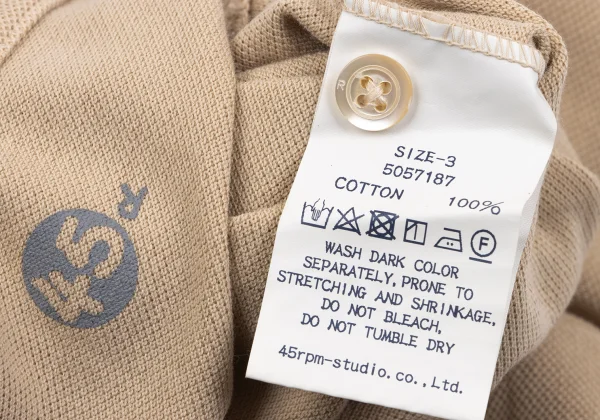 SIZE-3
5057187
COTTON 100%
F
WASH DARK COLOR
SEPARATELY,PRONE TO
STRETCHING AND SHRINKAGE,
DO NOT BLEACH,
DO NOT TUMBLE DRY
45rpm-studio.co.,Ltd.
45R